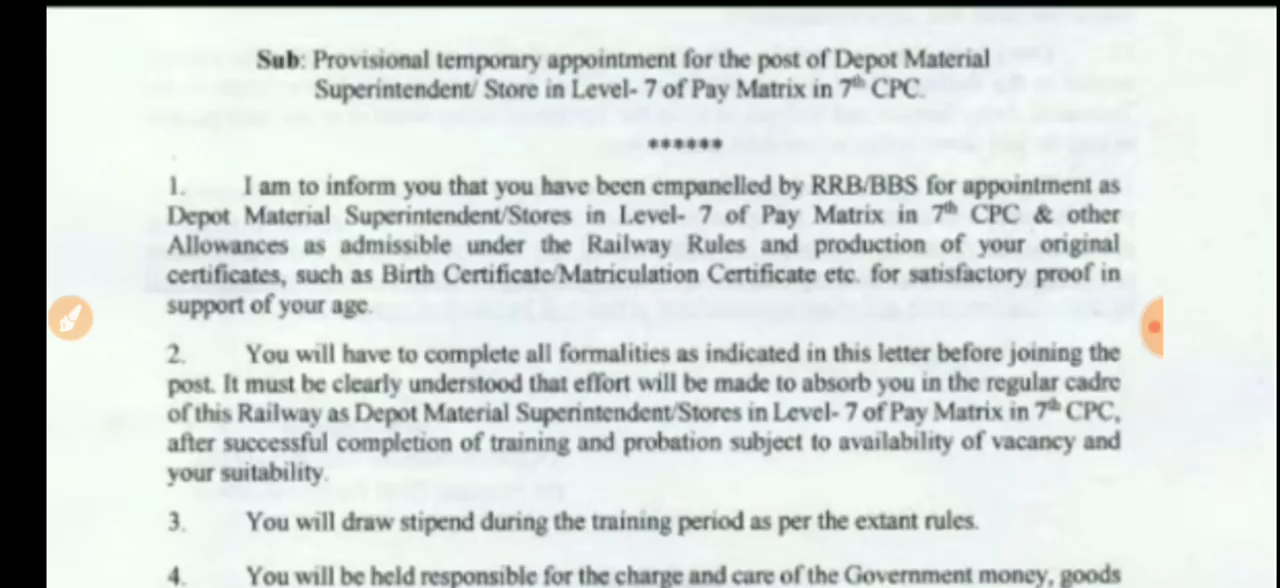 Sub: Provisional temporary appointment for the post of Depot Material
Superintendent/ Store in Level- 7 of Pay Matrix in 7th CPC.
******
1. I am to inform you that you have been empanelled by RRB/BBS for appointment as
Depot Material Superintendent/Stores in Level- 7 of Pay Matrix in 7th CPC & other
Allowances as admissible under the Railway Rules and production of your original
certificates, such as Birth Certificate/Matriculation Certificate etc. for satisfactory proof in
support of your age.
2. You will have to complete all formalities as indicated in this letter before joining the
post. It must be clearly understood that effort will be made to absorb you in the regular cadre
of this Railway as Depot Material Superintendent/Stores in Level- 7 of Pay Matrix in 7th CPC,
after successful completion of training and probation subject to availability of vacancy and
your suitability.
3. You will draw stipend during the training period as per the extant rules.
4. You will be held responsible for the charge and care of the Government money, goods